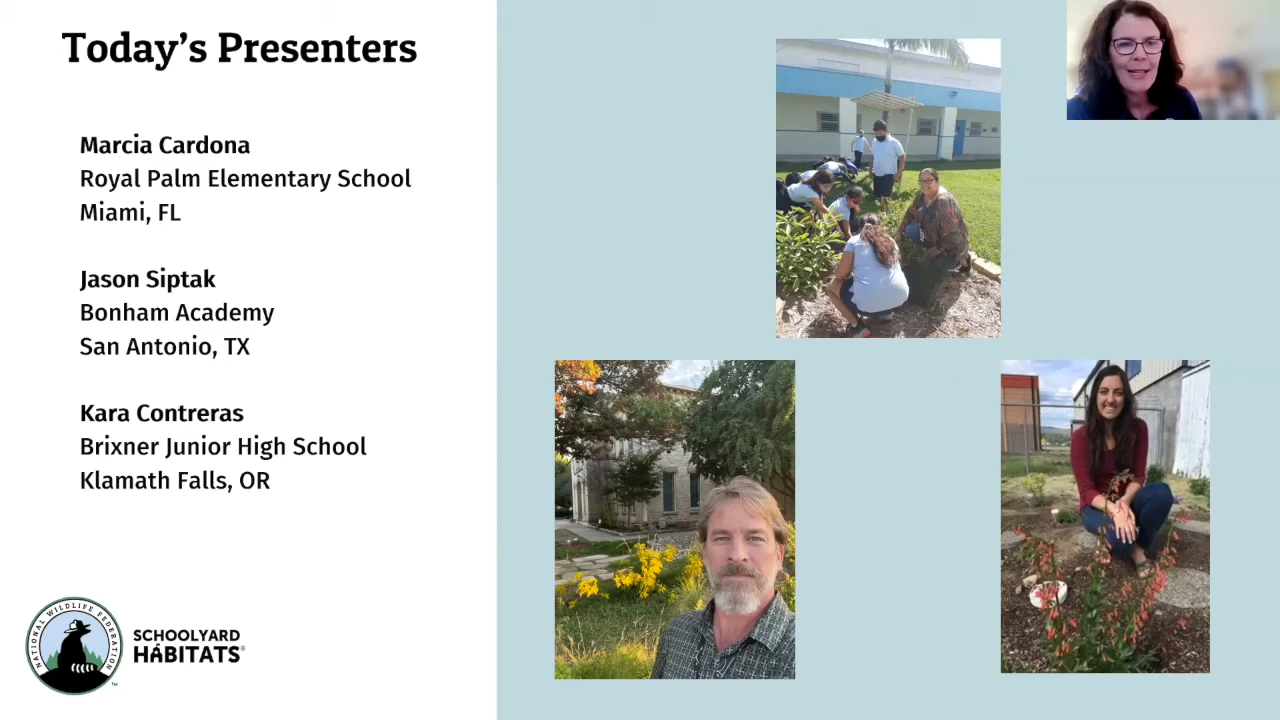 Today's Presenters
Marcia Cardona
Royal Palm Elementary School
Miami, FL
Jason Siptak
Bonham Academy
San Antonio, TX
Kara Contreras
Brixner Junior High School
Klamath Falls, OR
NATIONAL WILDLIFE FEDERATION
SCHOOLYARD
HABITATS®
™